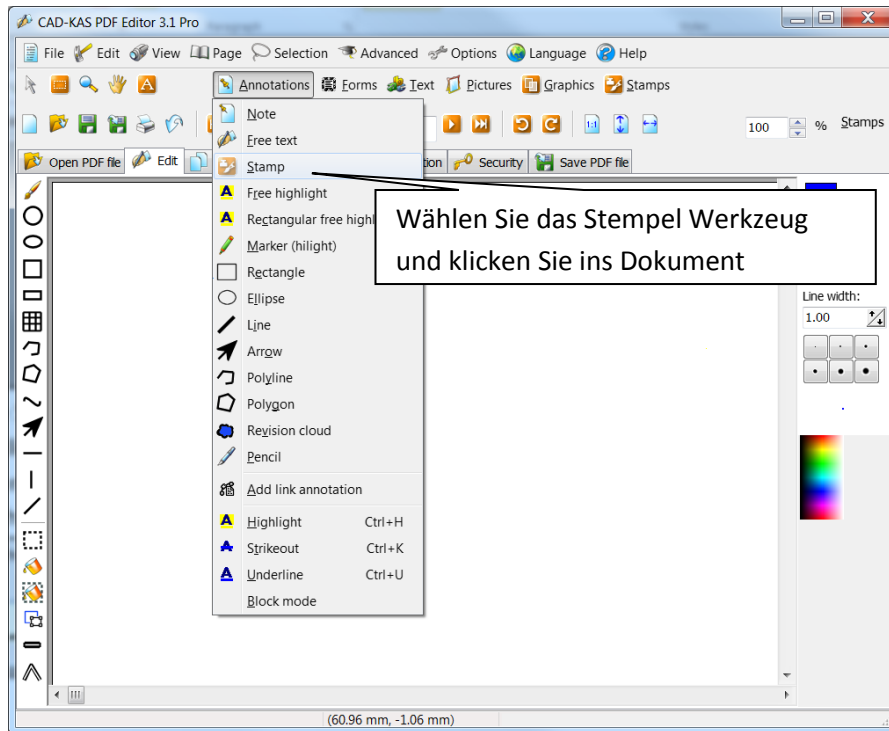 CAD-KAS PDF Editor 3.1 Pro
File Edit View Page Selection Advanced Options Language Help
Annotations Forms Text Pictures Graphics Stamps
100 % Stamps
Open PDF file Edit Security Save PDF file
Note
Free text
Stamp
Free highlight
Rectangular free highl
Marker (hilight)
Rectangle
Ellipse
Line
Arrow
Polyline
Polygon
Revision cloud
Pencil
Add link annotation
Highlight Ctrl+H
Strikeout Ctrl+K
Underline Ctrl+U
Block mode
Wählen Sie das Stempel Werkzeug
und klicken Sie ins Dokument
Line width:
1.00
(60.96 mm, -1.06 mm)